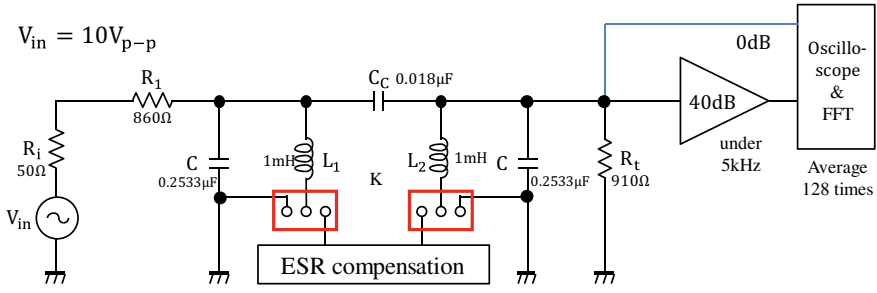 V_in = 10V_p−p
R_1
860Ω
R_i
50Ω
V_in
C
0.2533μF
1mH
L_1
C_C 0.018μF
K
L_2
1mH
C
0.2533μF
R_t
910Ω
ESR compensation
0dB
40dB
under
5kHz
Oscillo-
scope
&
FFT
Average
128 times